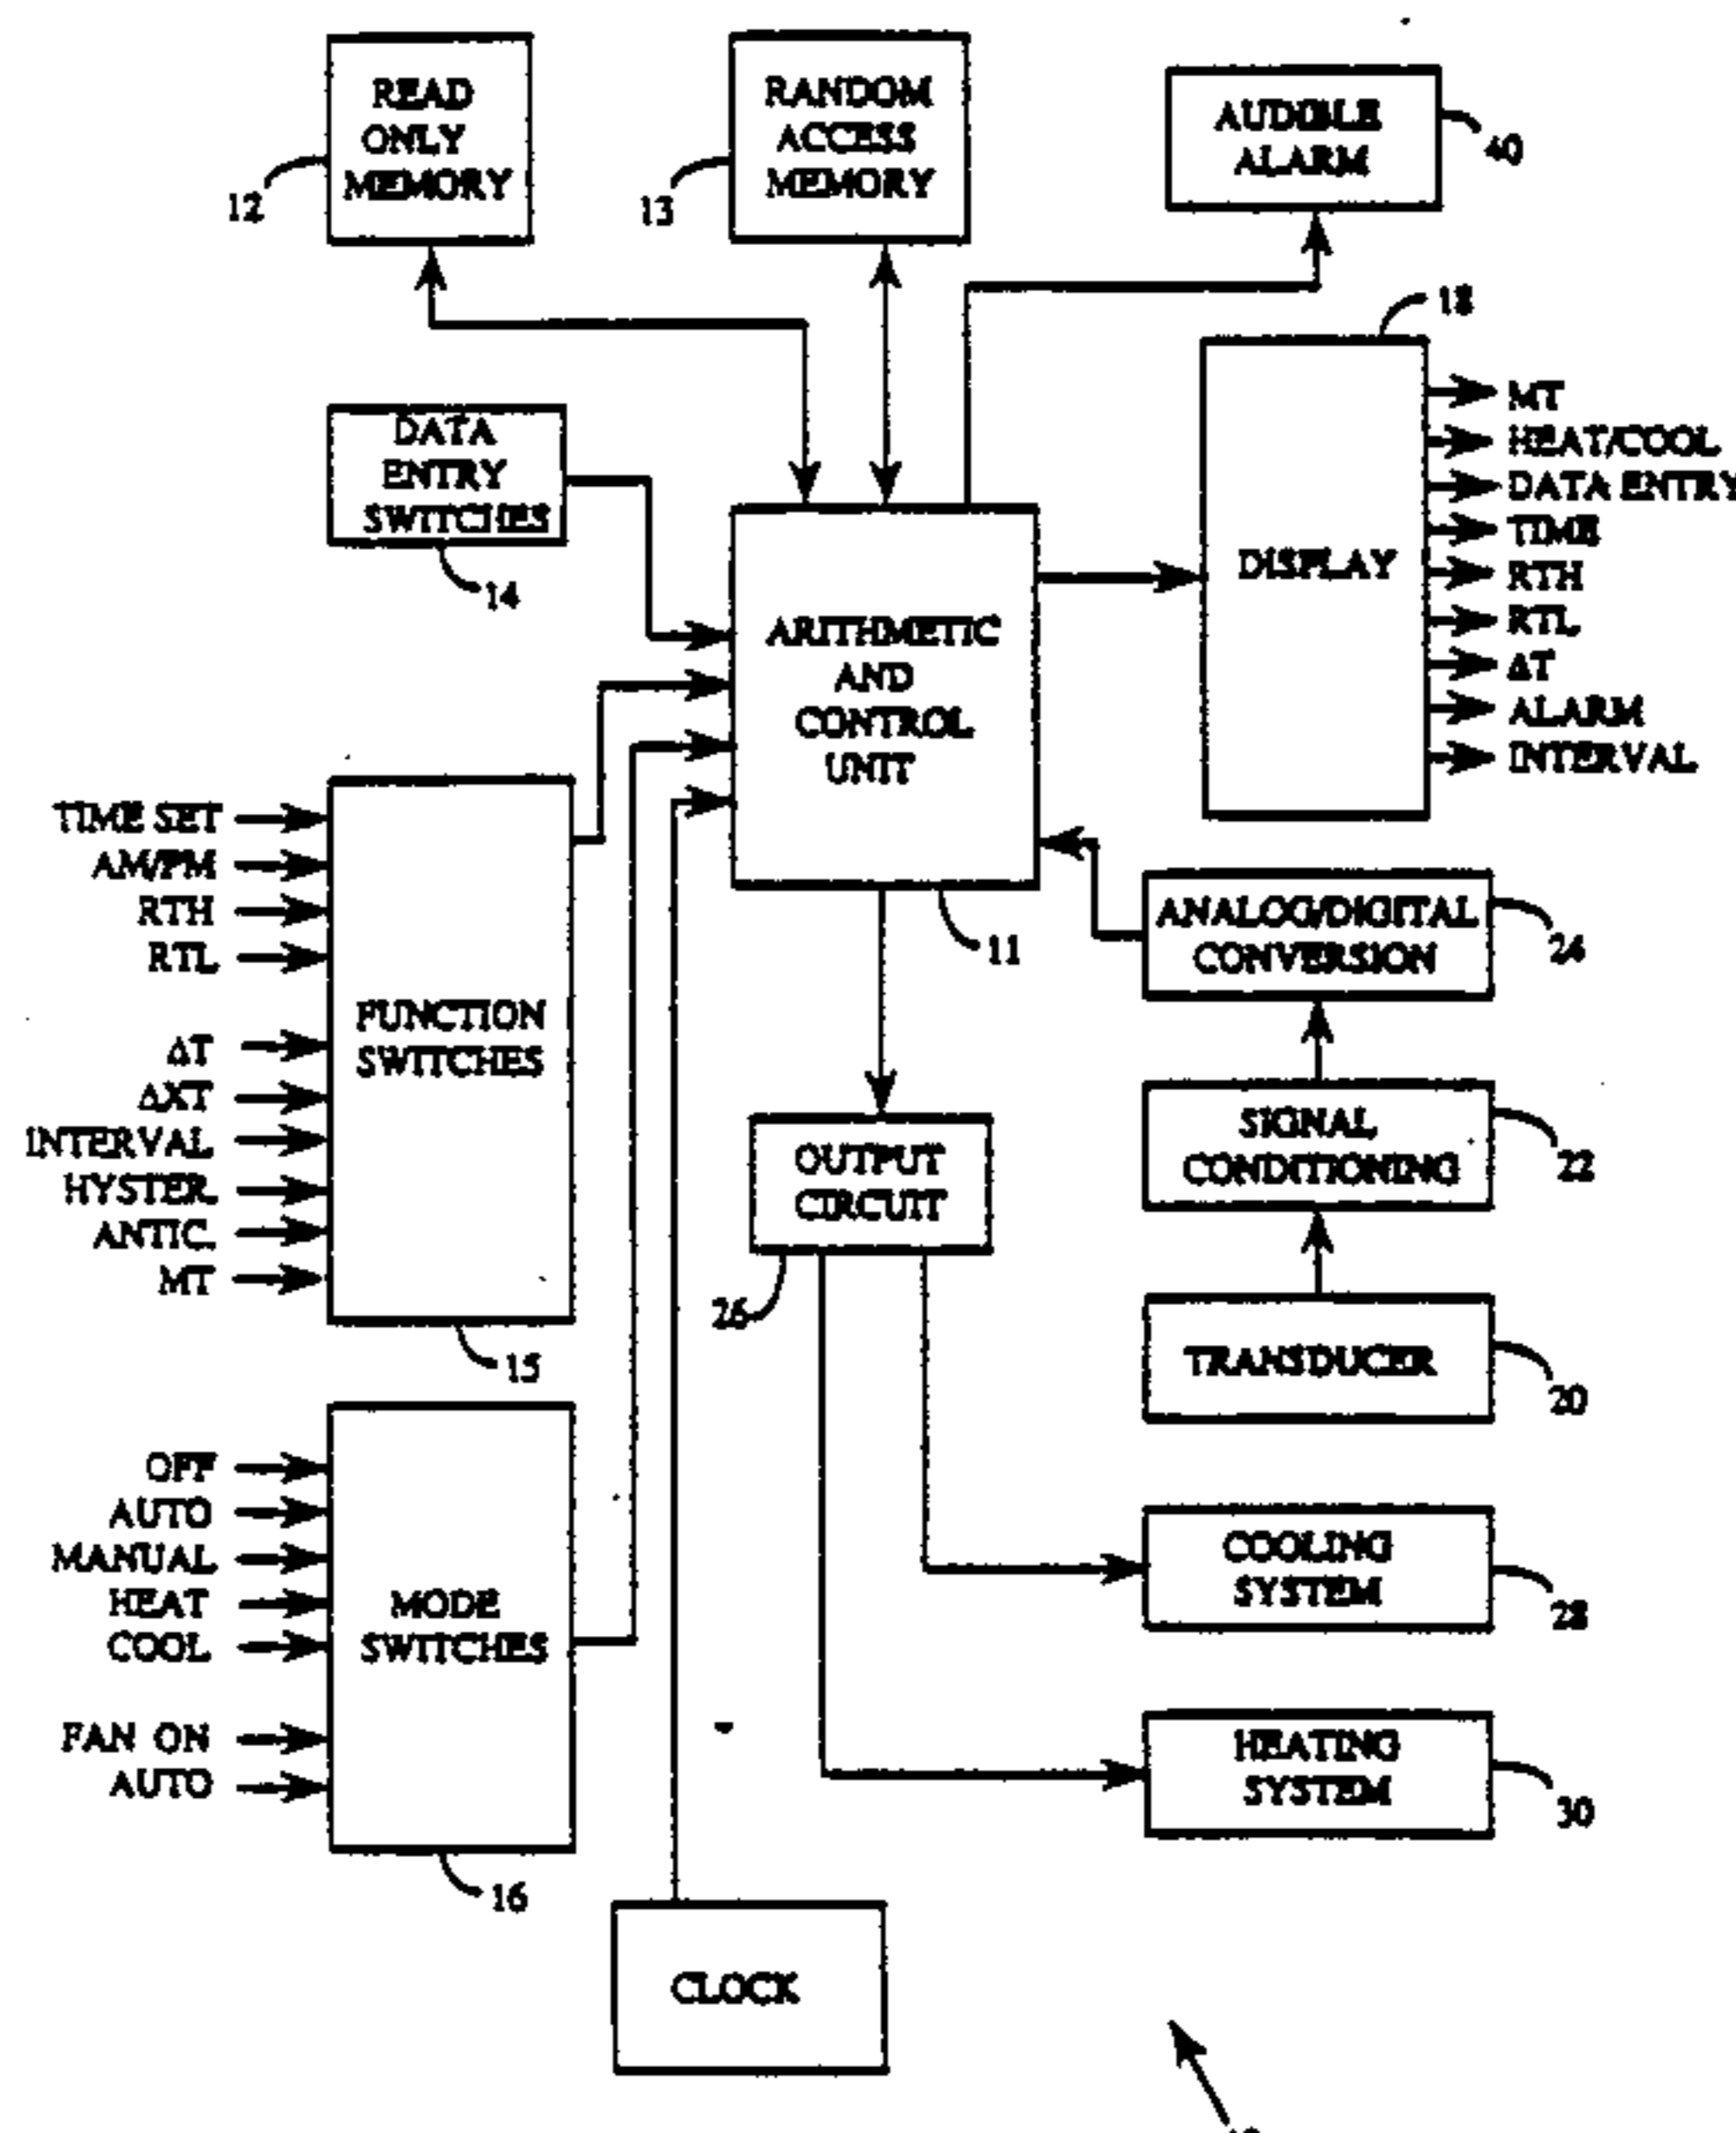 READ
ONLY
MEMORY
12
RANDOM
ACCESS
MEMORY
13
AUDIBLE
ALARM
40
DATA
ENTRY
SWITCHES
14
ARITHMETIC
AND
CONTROL
UNIT
11
18
DISPLAY
MT
HEAT/COOL
DATA ENTRY
TIME
RTH
RTL
ΔT
ALARM
INTERVAL
TIME SET
AM/PM
RTH
RTL
ΔT
ΔXT
INTERVAL
HYSTER.
ANTIC.
MT
FUNCTION
SWITCHES
15
ANALOG/DIGITAL
CONVERSION
24
SIGNAL
CONDITIONING
22
TRANSDUCER
20
OUTPUT
CIRCUIT
26
OFF
AUTO
MANUAL
HEAT
COOL
FAN ON
AUTO
MODE
SWITCHES
16
COOLING
SYSTEM
28
HEATING
SYSTEM
30
CLOCK